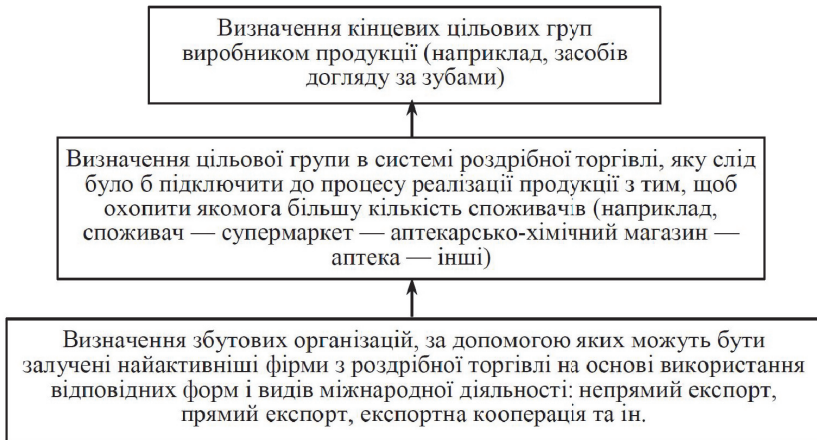 Визначення кінцевих цільових груп
виробником продукції (наприклад, засобів
догляду за зубами)
Визначення цільової групи в системі роздрібної торгівлі, яку слід
було б підключити до процесу реалізації продукції з тим, щоб
охопити якомога більшу кількість споживачів (наприклад,
споживач — супермаркет — аптекарсько-хімічний магазин —
аптека — інші)
Визначення збутових організацій, за допомогою яких можуть бути
залучені найактивніші фірми з роздрібної торгівлі на основі використання
відповідних форм і видів міжнародної діяльності: непрямий експорт,
прямий експорт, експортна кооперація та ін.